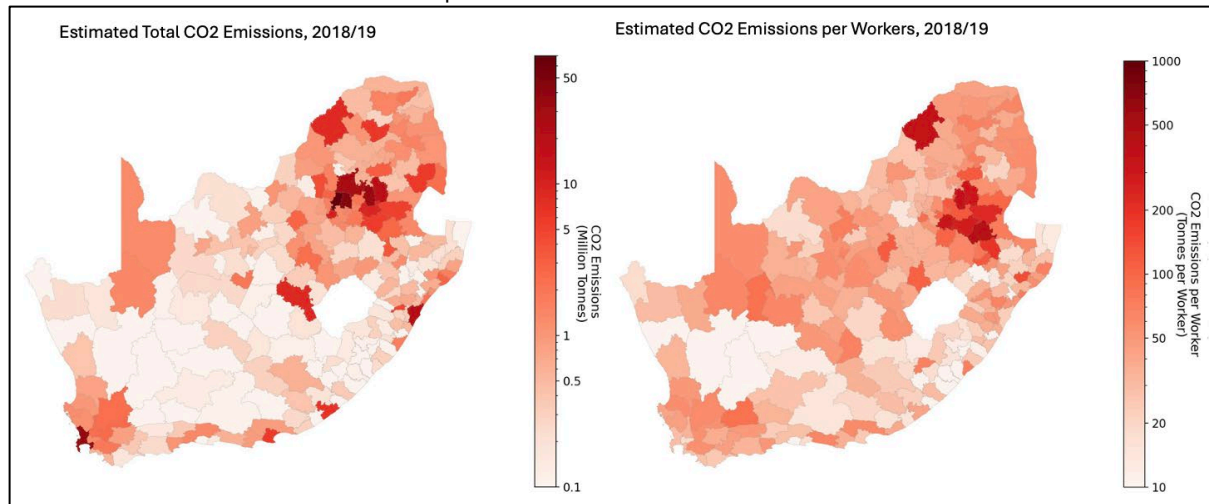 Estimated Total CO2 Emissions, 2018/19
50
10
5
1
0.5
0.1
CO2 Emissions
(Million Tonnes)
Estimated CO2 Emissions per Workers, 2018/19
1000
500
200
100
50
20
10
CO2 Emissions per Worker
(Tonnes per Worker)